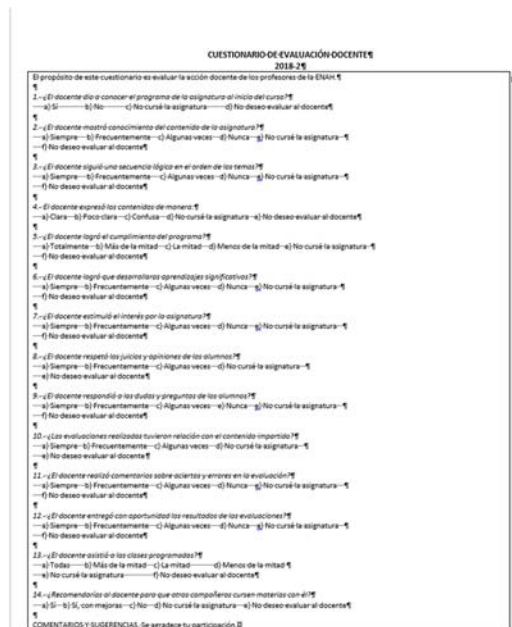 CUESTIONARIO DE EVALUACIÓN DOCENTE¶
2018-2¶
El propósito de este cuestionario es evaluar la acción docente de los profesores de la ENAH.¶
¶
1.-¿El docente dio a conocer el programa de la asignatura al inicio del curso?¶
a) Sí b) No c) No cursé la asignatura d) No deseo evaluar al docente¶
¶
2.-¿El docente mostró conocimiento del contenido de la asignatura?¶
a) Siempre b) Frecuentemente c) Algunas veces d) Nunca e) No cursé la asignatura ¶
f) No deseo evaluar al docente¶
¶
3.-¿El docente siguió una secuencia lógica en el orden de los temas?¶
a) Siempre b) Frecuentemente c) Algunas veces d) Nunca e) No cursé la asignatura ¶
f) No deseo evaluar al docente¶
¶
4.- El docente expresó los contenidos de manera:¶
a) Clara b) Poco clara c) Confusa d) No cursé la asignatura e) No deseo evaluar al docente¶
¶
5.-¿El docente logró el cumplimiento del programa?¶
a) Totalmente b) Más de la mitad c) La mitad d) Menos de la mitad e) No cursé la asignatura ¶
f) No deseo evaluar al docente¶
¶
6.-¿El docente logró que desarrollaras aprendizajes significativos?¶
a) Siempre b) Frecuentemente c) Algunas veces d) Nunca e) No cursé la asignatura ¶
f) No deseo evaluar al docente¶
¶
7.-¿El docente estimuló el interés por la asignatura?¶
a) Siempre b) Frecuentemente c) Algunas veces d) Nunca e) No cursé la asignatura ¶
f) No deseo evaluar al docente¶
¶
8.-¿El docente respetó los juicios y opiniones de los alumnos?¶
a) Siempre b) Frecuentemente c) Algunas veces d) No cursé la asignatura ¶
e) No deseo evaluar al docente¶
¶
9.-¿El docente respondió a las dudas y preguntas de los alumnos?¶
a) Siempre b) Frecuentemente c) Algunas veces e) Nunca e) No cursé la asignatura ¶
f) No deseo evaluar al docente¶
¶
10.-¿Las evaluaciones realizadas tuvieron relación con el contenido impartido?¶
a) Siempre b) Frecuentemente c) Algunas veces d) No cursé la asignatura ¶
e) No deseo evaluar al docente¶
¶
11.-¿El docente realizó comentarios sobre aciertos y errores en la evaluación?¶
a) Siempre b) Frecuentemente c) Algunas veces d) Nunca e) No cursé la asignatura ¶
f) No deseo evaluar al docente¶
¶
12.-¿El docente entregó con oportunidad los resultados de las evaluaciones?¶
a) Siempre b) Frecuentemente c) Algunas veces d) Nunca e) No cursé la asignatura ¶
f) No deseo evaluar al docente¶
¶
13.-¿El docente asistió a las clases programadas?¶
a) Todas b) Más de la mitad c) La mitad d) Menos de la mitad ¶
e) No cursé la asignatura f) No deseo evaluar al docente¶
¶
14.-¿Recomendarías al docente para que otros compañeros cursen materias con él?¶
a) Sí b) Sí, con mejoras c) No d) No cursé la asignatura e) No deseo evaluar al docente¶
¶
COMENTARIOS Y SUGERENCIAS. Se agradece tu participación.